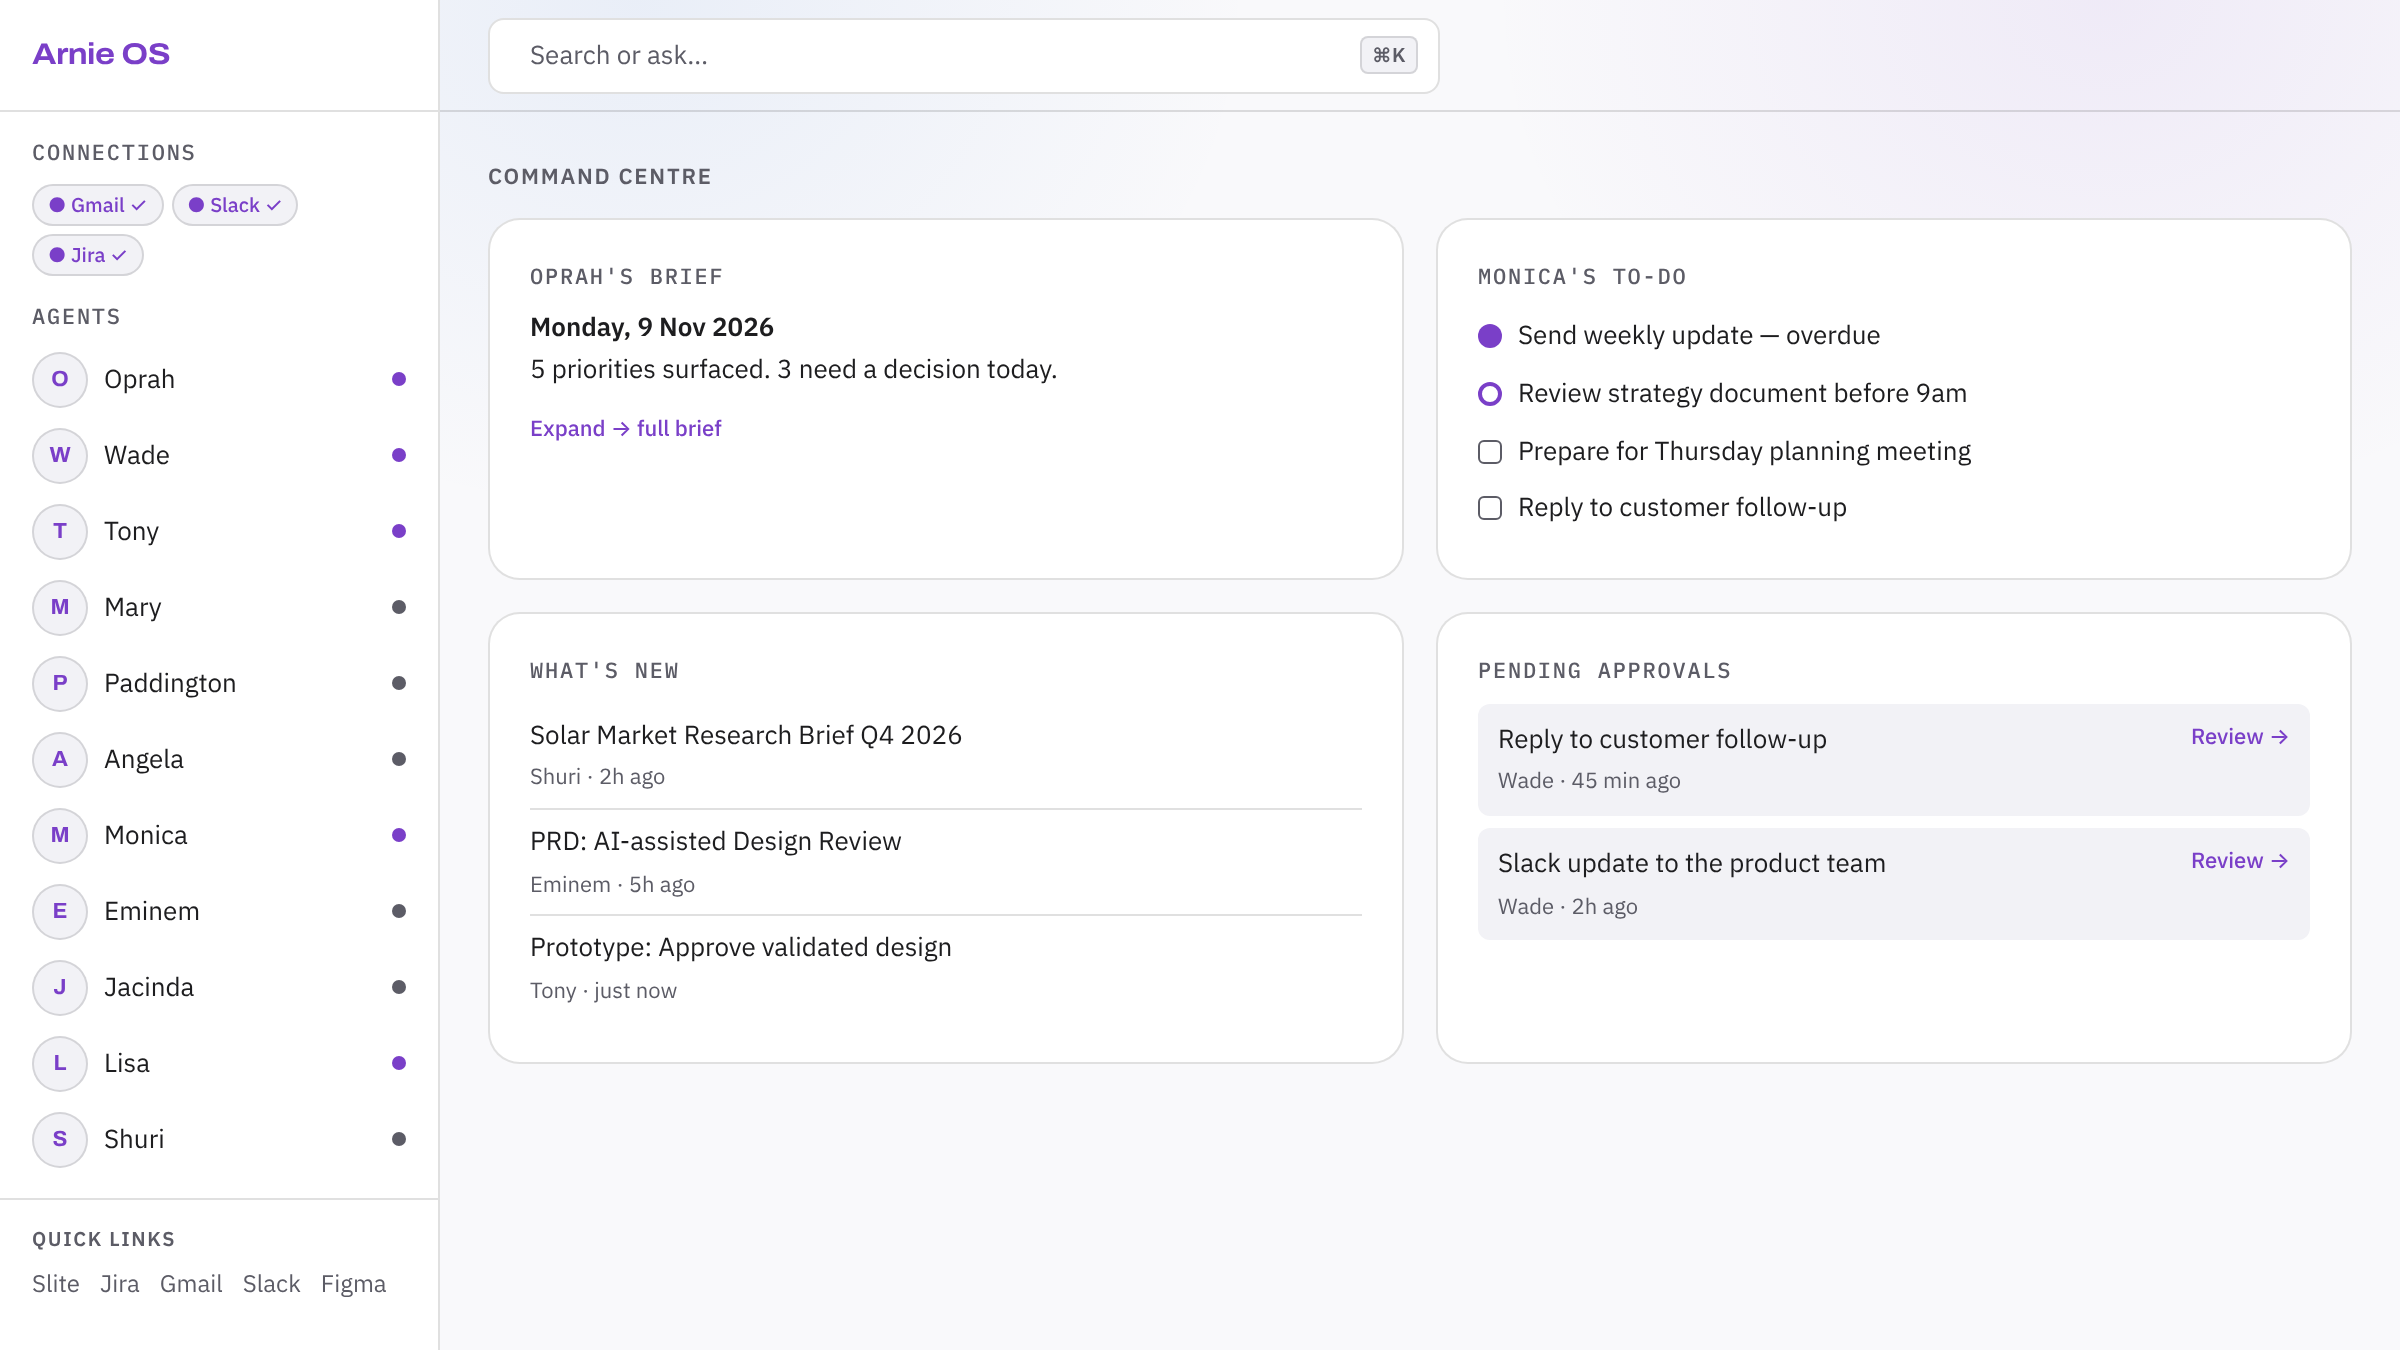 Arnie OS
Search or ask...
⌘K
CONNECTIONS
Gmail ✓
Slack ✓
Jira ✓
AGENTS
O Oprah
W Wade
T Tony
M Mary
P Paddington
A Angela
M Monica
E Eminem
J Jacinda
L Lisa
S Shuri
QUICK LINKS
Slite Jira Gmail Slack Figma
COMMAND CENTRE
OPRAH'S BRIEF
Monday, 9 Nov 2026
5 priorities surfaced. 3 need a decision today.
Expand → full brief
MONICA'S TO-DO
Send weekly update — overdue
Review strategy document before 9am
Prepare for Thursday planning meeting
Reply to customer follow-up
WHAT'S NEW
Solar Market Research Brief Q4 2026
Shuri · 2h ago
PRD: AI-assisted Design Review
Eminem · 5h ago
Prototype: Approve validated design
Tony · just now
PENDING APPROVALS
Reply to customer follow-up
Review →
Wade · 45 min ago
Slack update to the product team
Review →
Wade · 2h ago